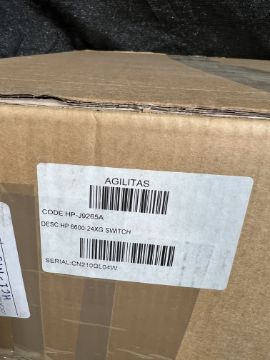 AGILITAS
CODE:HP-J9265A
DESC:HP 6600-24XG SWITCH
SERIAL:CN210QL04W